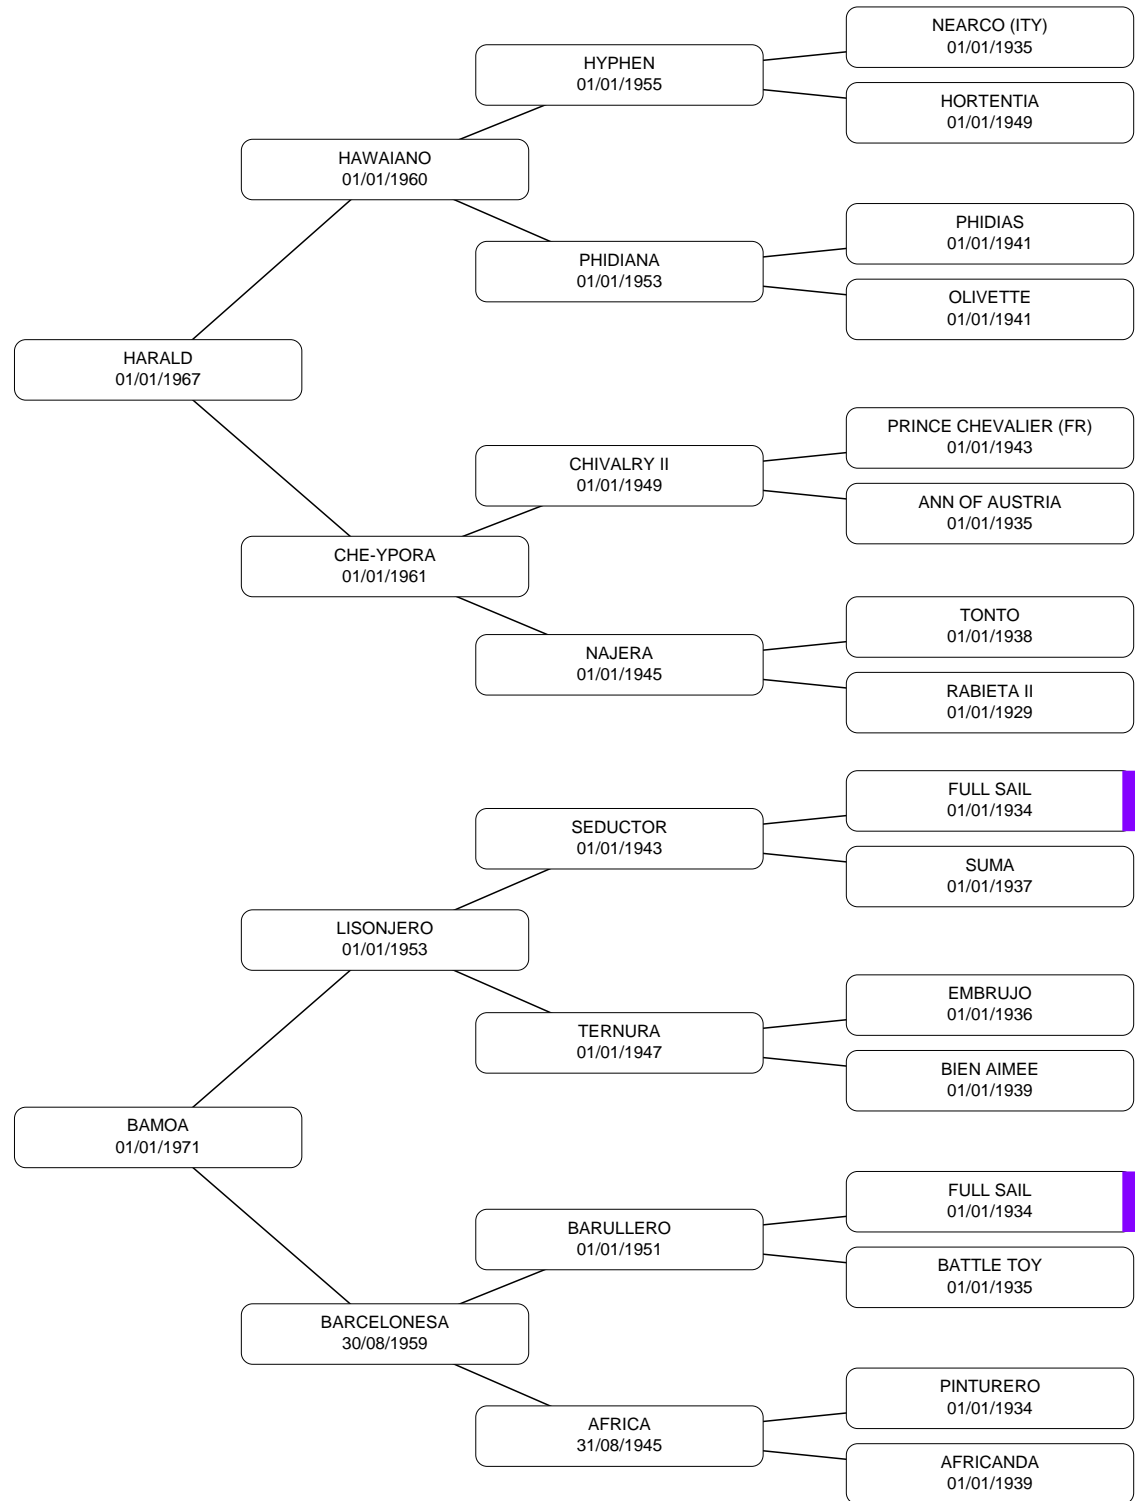 NEARCO (ITY)
01/01/1935
HYPHEN
01/01/1955
HORTENTIA
01/01/1949
HAWAIANO
01/01/1960
PHIDIAS
01/01/1941
PHIDIANA
01/01/1953
OLIVETTE
01/01/1941
HARALD
01/01/1967
PRINCE CHEVALIER (FR)
01/01/1943
CHIVALRY II
01/01/1949
ANN OF AUSTRIA
01/01/1935
CHE-YPORA
01/01/1961
TONTO
01/01/1938
NAJERA
01/01/1945
RABIETA II
01/01/1929
FULL SAIL
01/01/1934
SEDUCTOR
01/01/1943
SUMA
01/01/1937
LISONJERO
01/01/1953
EMBRUJO
01/01/1936
TERNURA
01/01/1947
BIEN AIMEE
01/01/1939
BAMOA
01/01/1971
FULL SAIL
01/01/1934
BARULLERO
01/01/1951
BATTLE TOY
01/01/1935
BARCELONESA
30/08/1959
PINTURERO
01/01/1934
AFRICA
31/08/1945
AFRICANDA
01/01/1939